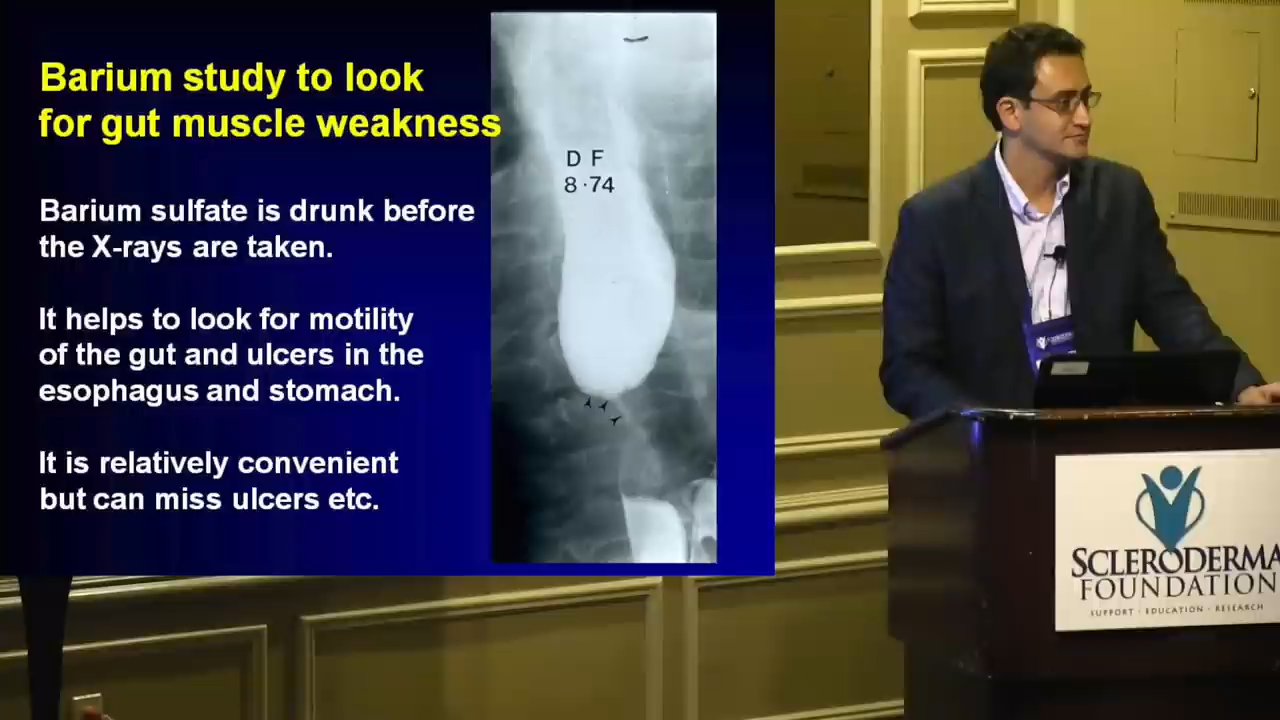 Barium study to look
for gut muscle weakness
Barium sulfate is drunk before
the X-rays are taken.
It helps to look for motility
of the gut and ulcers in the
esophagus and stomach.
It is relatively convenient
but can miss ulcers etc.
D F
8·74
SCLERODERMA
FOUNDATION
SUPPORT · EDUCATION · RESEARCH